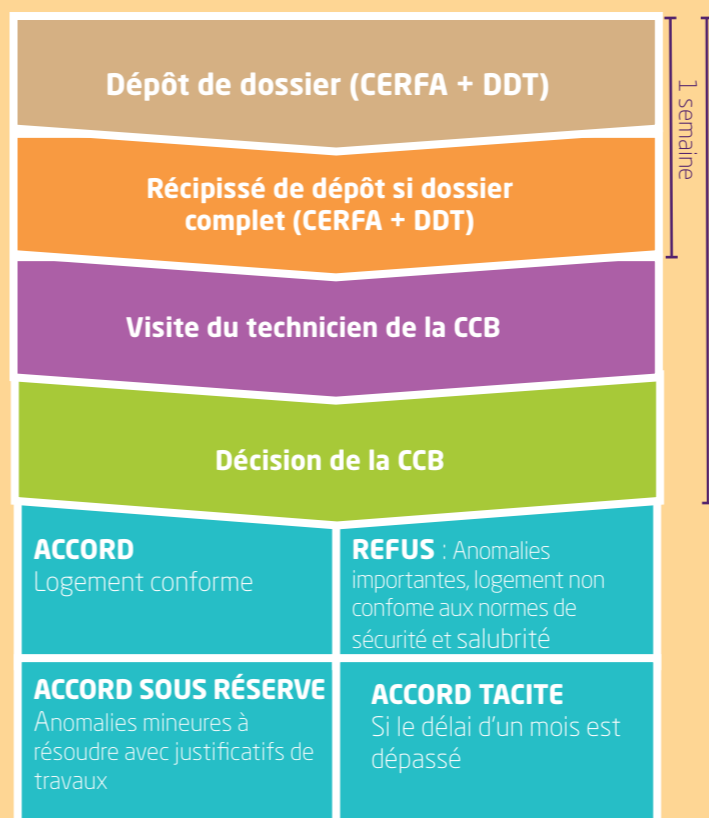 Dépôt de dossier (CERFA + DDT)
1 semaine
Récipissé de dépôt si dossier
complet (CERFA + DDT)
Visite du technicien de la CCB
Décision de la CCB
ACCORD
Logement conforme
REFUS : Anomalies
importantes, logement non
confome aux normes de
sécurité et salubrité
ACCORD SOUS RÉSERVE
Anomalies mineures à
résoudre avec justificatifs de
travaux
ACCORD TACITE
Si le délai d'un mois est
dépassé